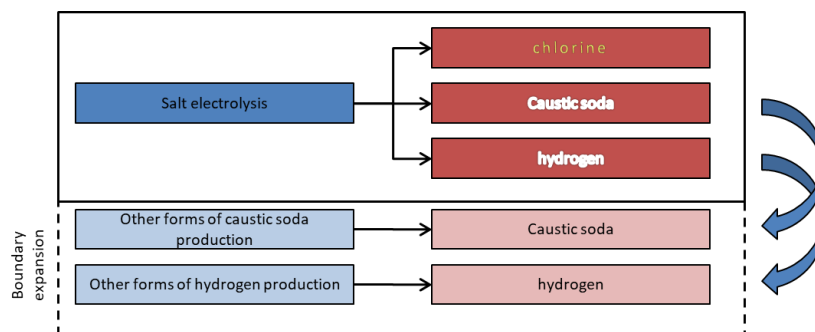 chlorine
Salt electrolysis
Caustic soda
hydrogen
Other forms of caustic soda
production
Caustic soda
Other forms of hydrogen production
hydrogen
Boundary
expansion